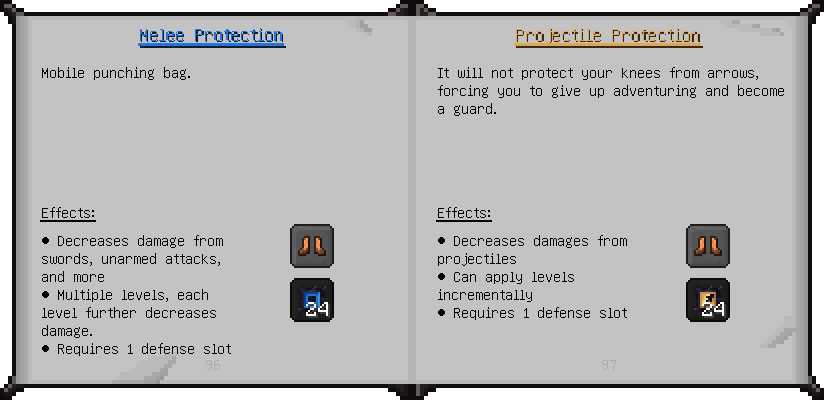 Melee Protection
Mobile punching bag.
Effects:
• Decreases damage from
swords, unarmed attacks,
and more
• Multiple levels, each
level further decreases
damage.
• Requires 1 defense slot
24
96
Projectile Protection
It will not protect your knees from arrows,
forcing you to give up adventuring and become
a guard.
Effects:
• Decreases damages from
projectiles
• Can apply levels
incrementally
• Requires 1 defense slot
24
97